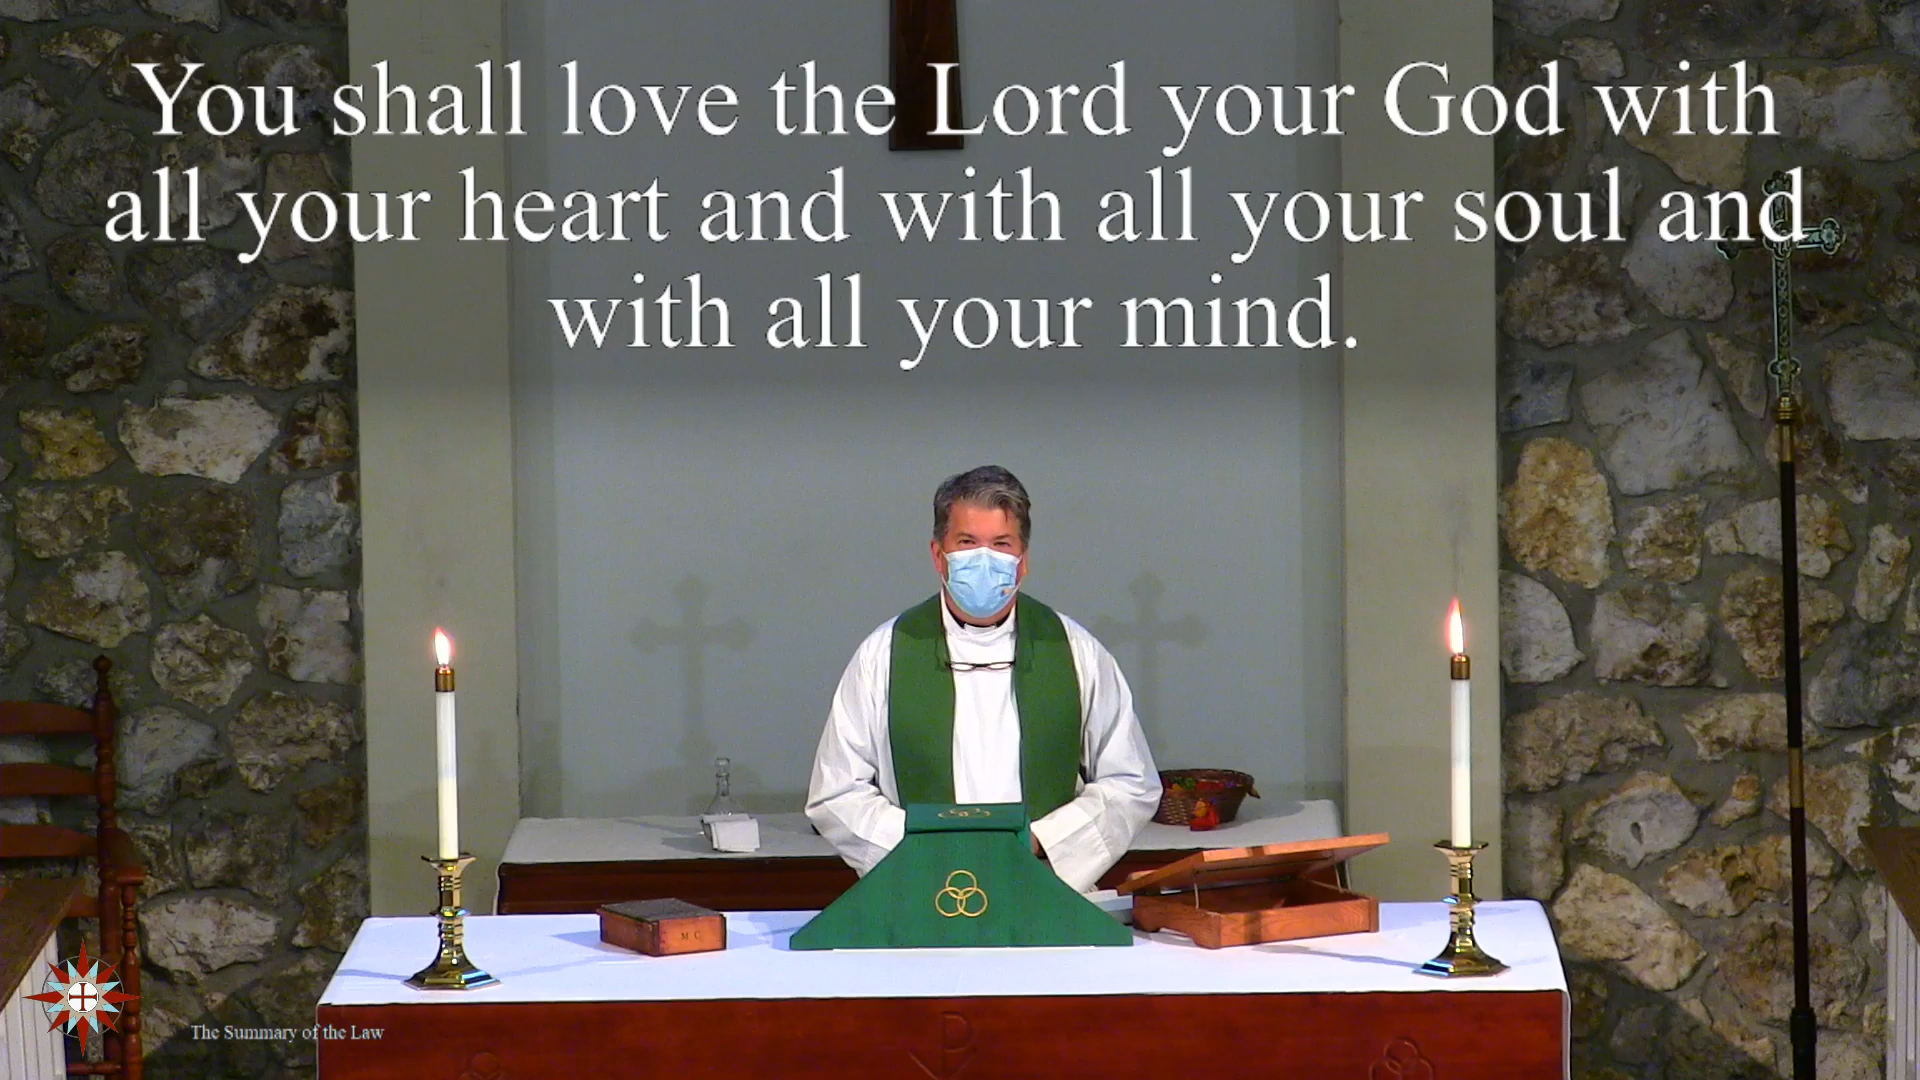 You shall love the Lord your God with
all your heart and with all your soul and
with all your mind.
M C
The Summary of the Law